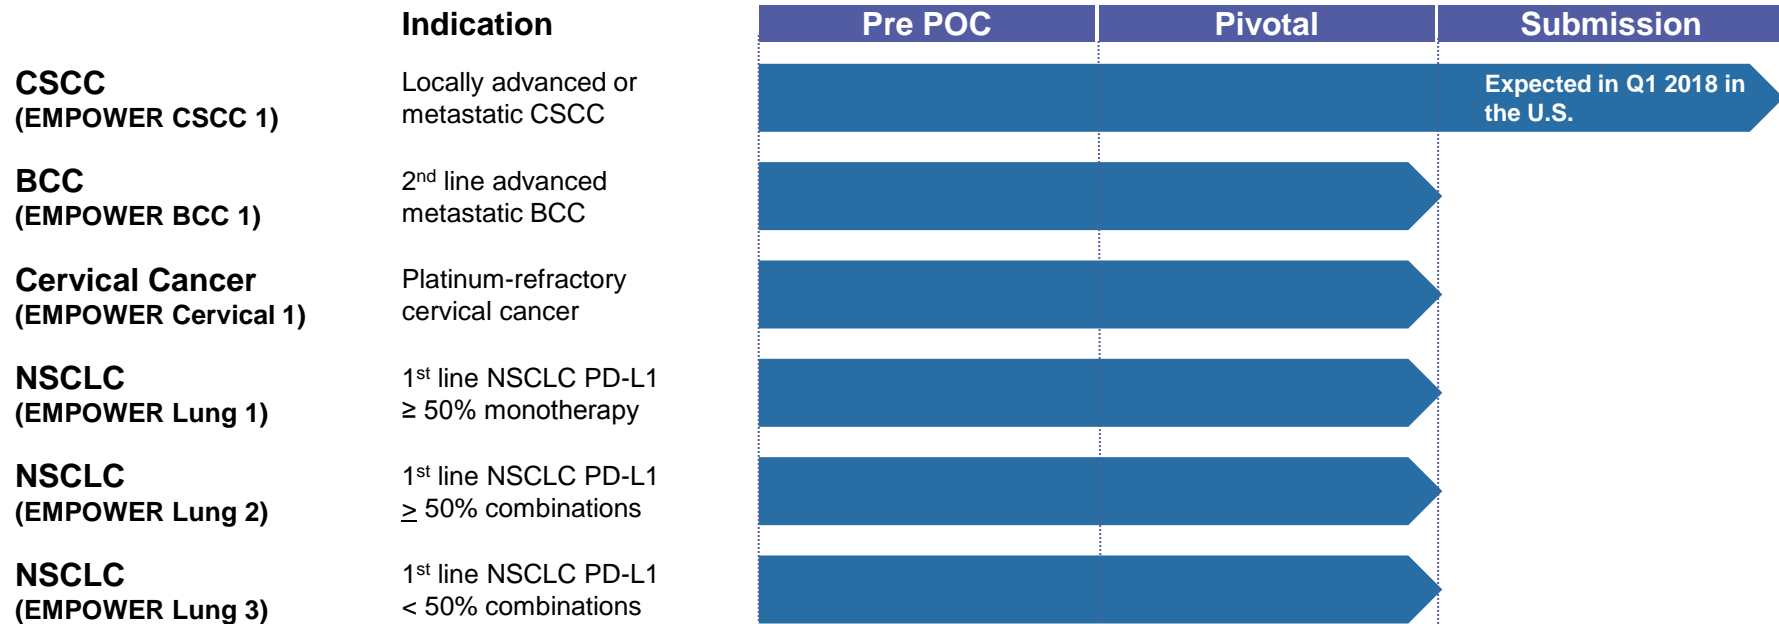 Indication
Pre POC
Pivotal
Submission
CSCC
(EMPOWER CSCC 1)
Locally advanced or
metastatic CSCC
Expected in Q1 2018 in
the U.S.
BCC
(EMPOWER BCC 1)
2nd line advanced
metastatic BCC
Cervical Cancer
(EMPOWER Cervical 1)
Platinum-refractory
cervical cancer
NSCLC
(EMPOWER Lung 1)
1st line NSCLC PD-L1
≥ 50% monotherapy
NSCLC
(EMPOWER Lung 2)
1st line NSCLC PD-L1
≥ 50% combinations
NSCLC
(EMPOWER Lung 3)
1st line NSCLC PD-L1
< 50% combinations